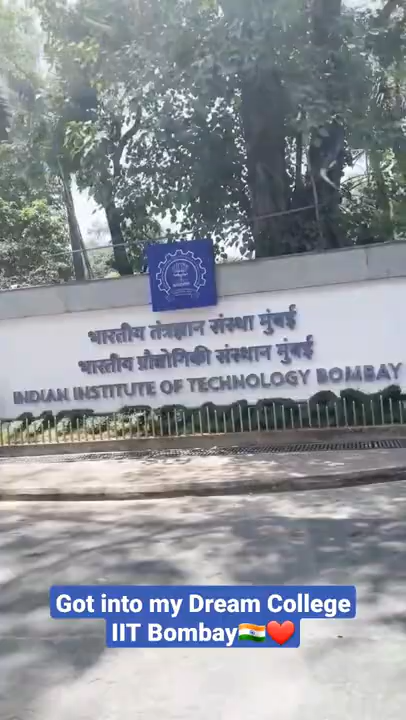 भारतीय तंत्रज्ञान संस्था मुंबई
भारतीय प्रौद्योगिकी संस्थान मुंबई
INDIAN INSTITUTE OF TECHNOLOGY BOMBAY
Got into my Dream College
IIT Bombay🇮🇳❤️